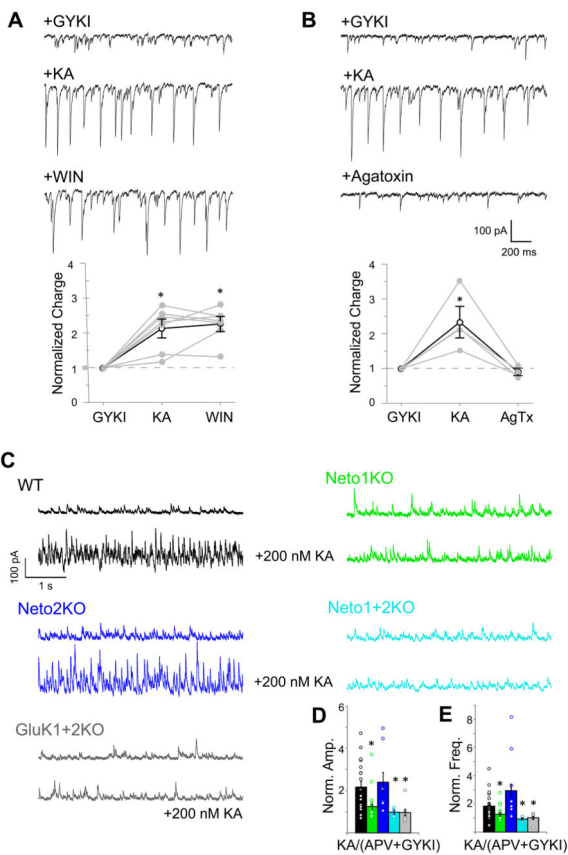 A
+GYKI
+KA
+WIN
Normalized Charge
4
3
2
1
0
GYKI KA WIN
* *
B
+GYKI
+KA
+Agatoxin
100 pA
200 ms
Normalized Charge
4
3
2
1
0
GYKI KA AgTx
*
C
WT
100 pA
1 s
Neto1KO
+200 nM KA
Neto2KO
Neto1+2KO
+200 nM KA
GluK1+2KO
+200 nM KA
D
Norm. Amp.
6
4
2
* * *
KA/(APV+GYKI)
E
Norm. Freq.
8
6
4
2
* * *
KA/(APV+GYKI)